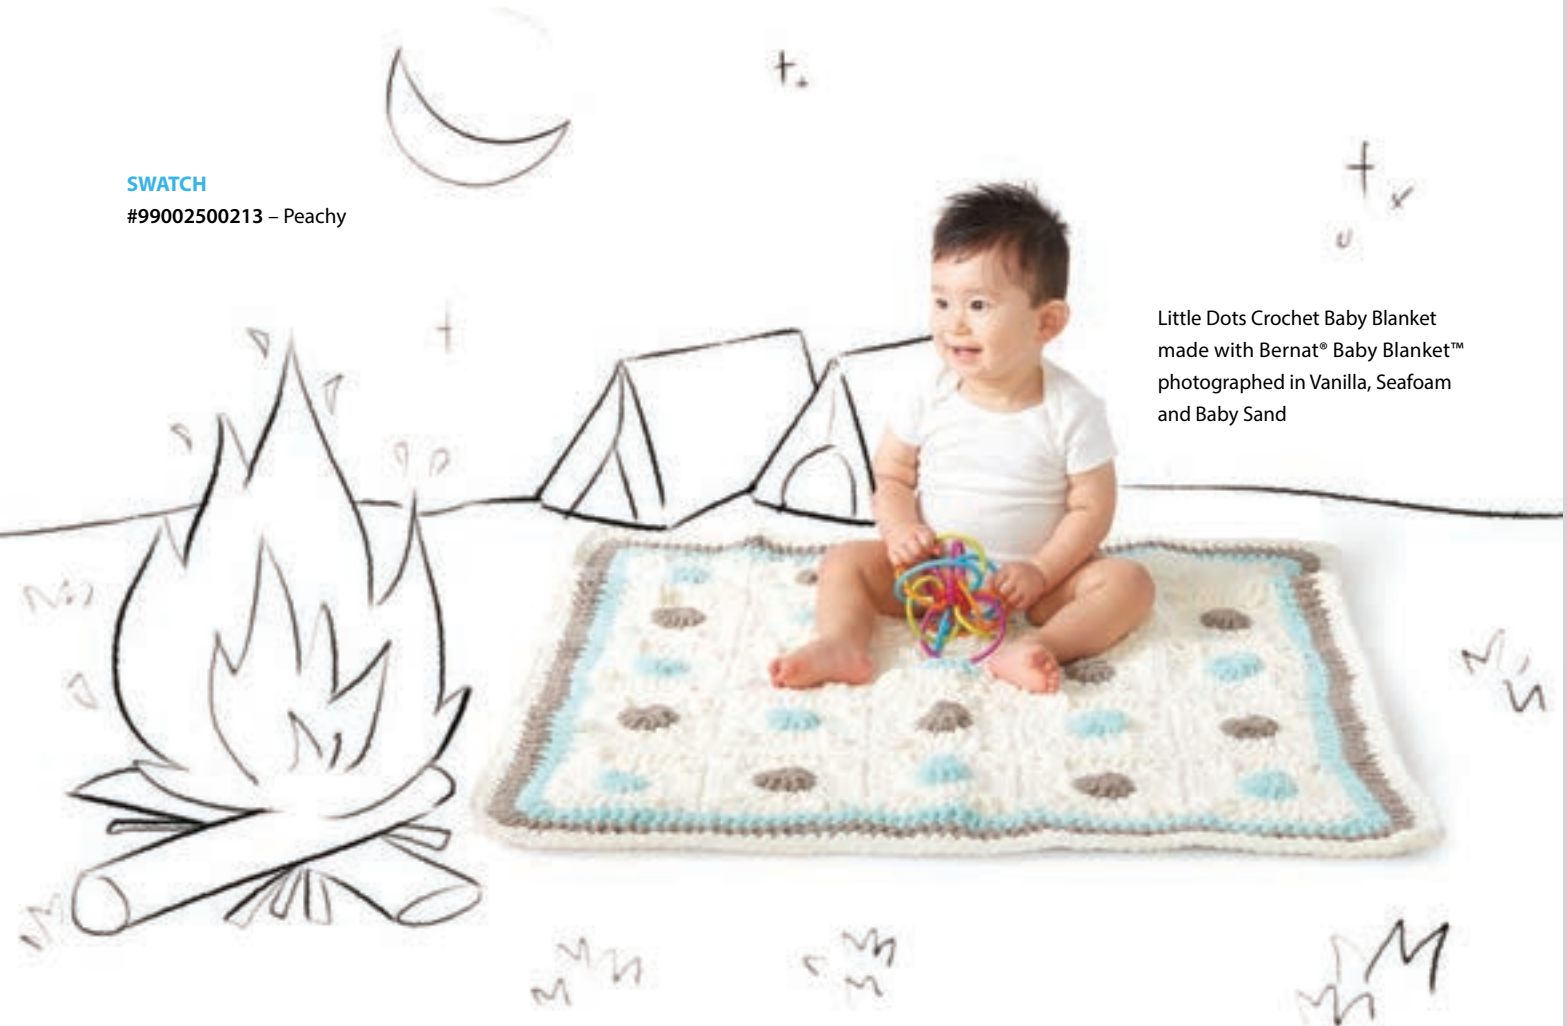 SWATCH
#99002500213 – Peachy
Little Dots Crochet Baby Blanket
made with Bernat® Baby Blanket™
photographed in Vanilla, Seafoam
and Baby Sand